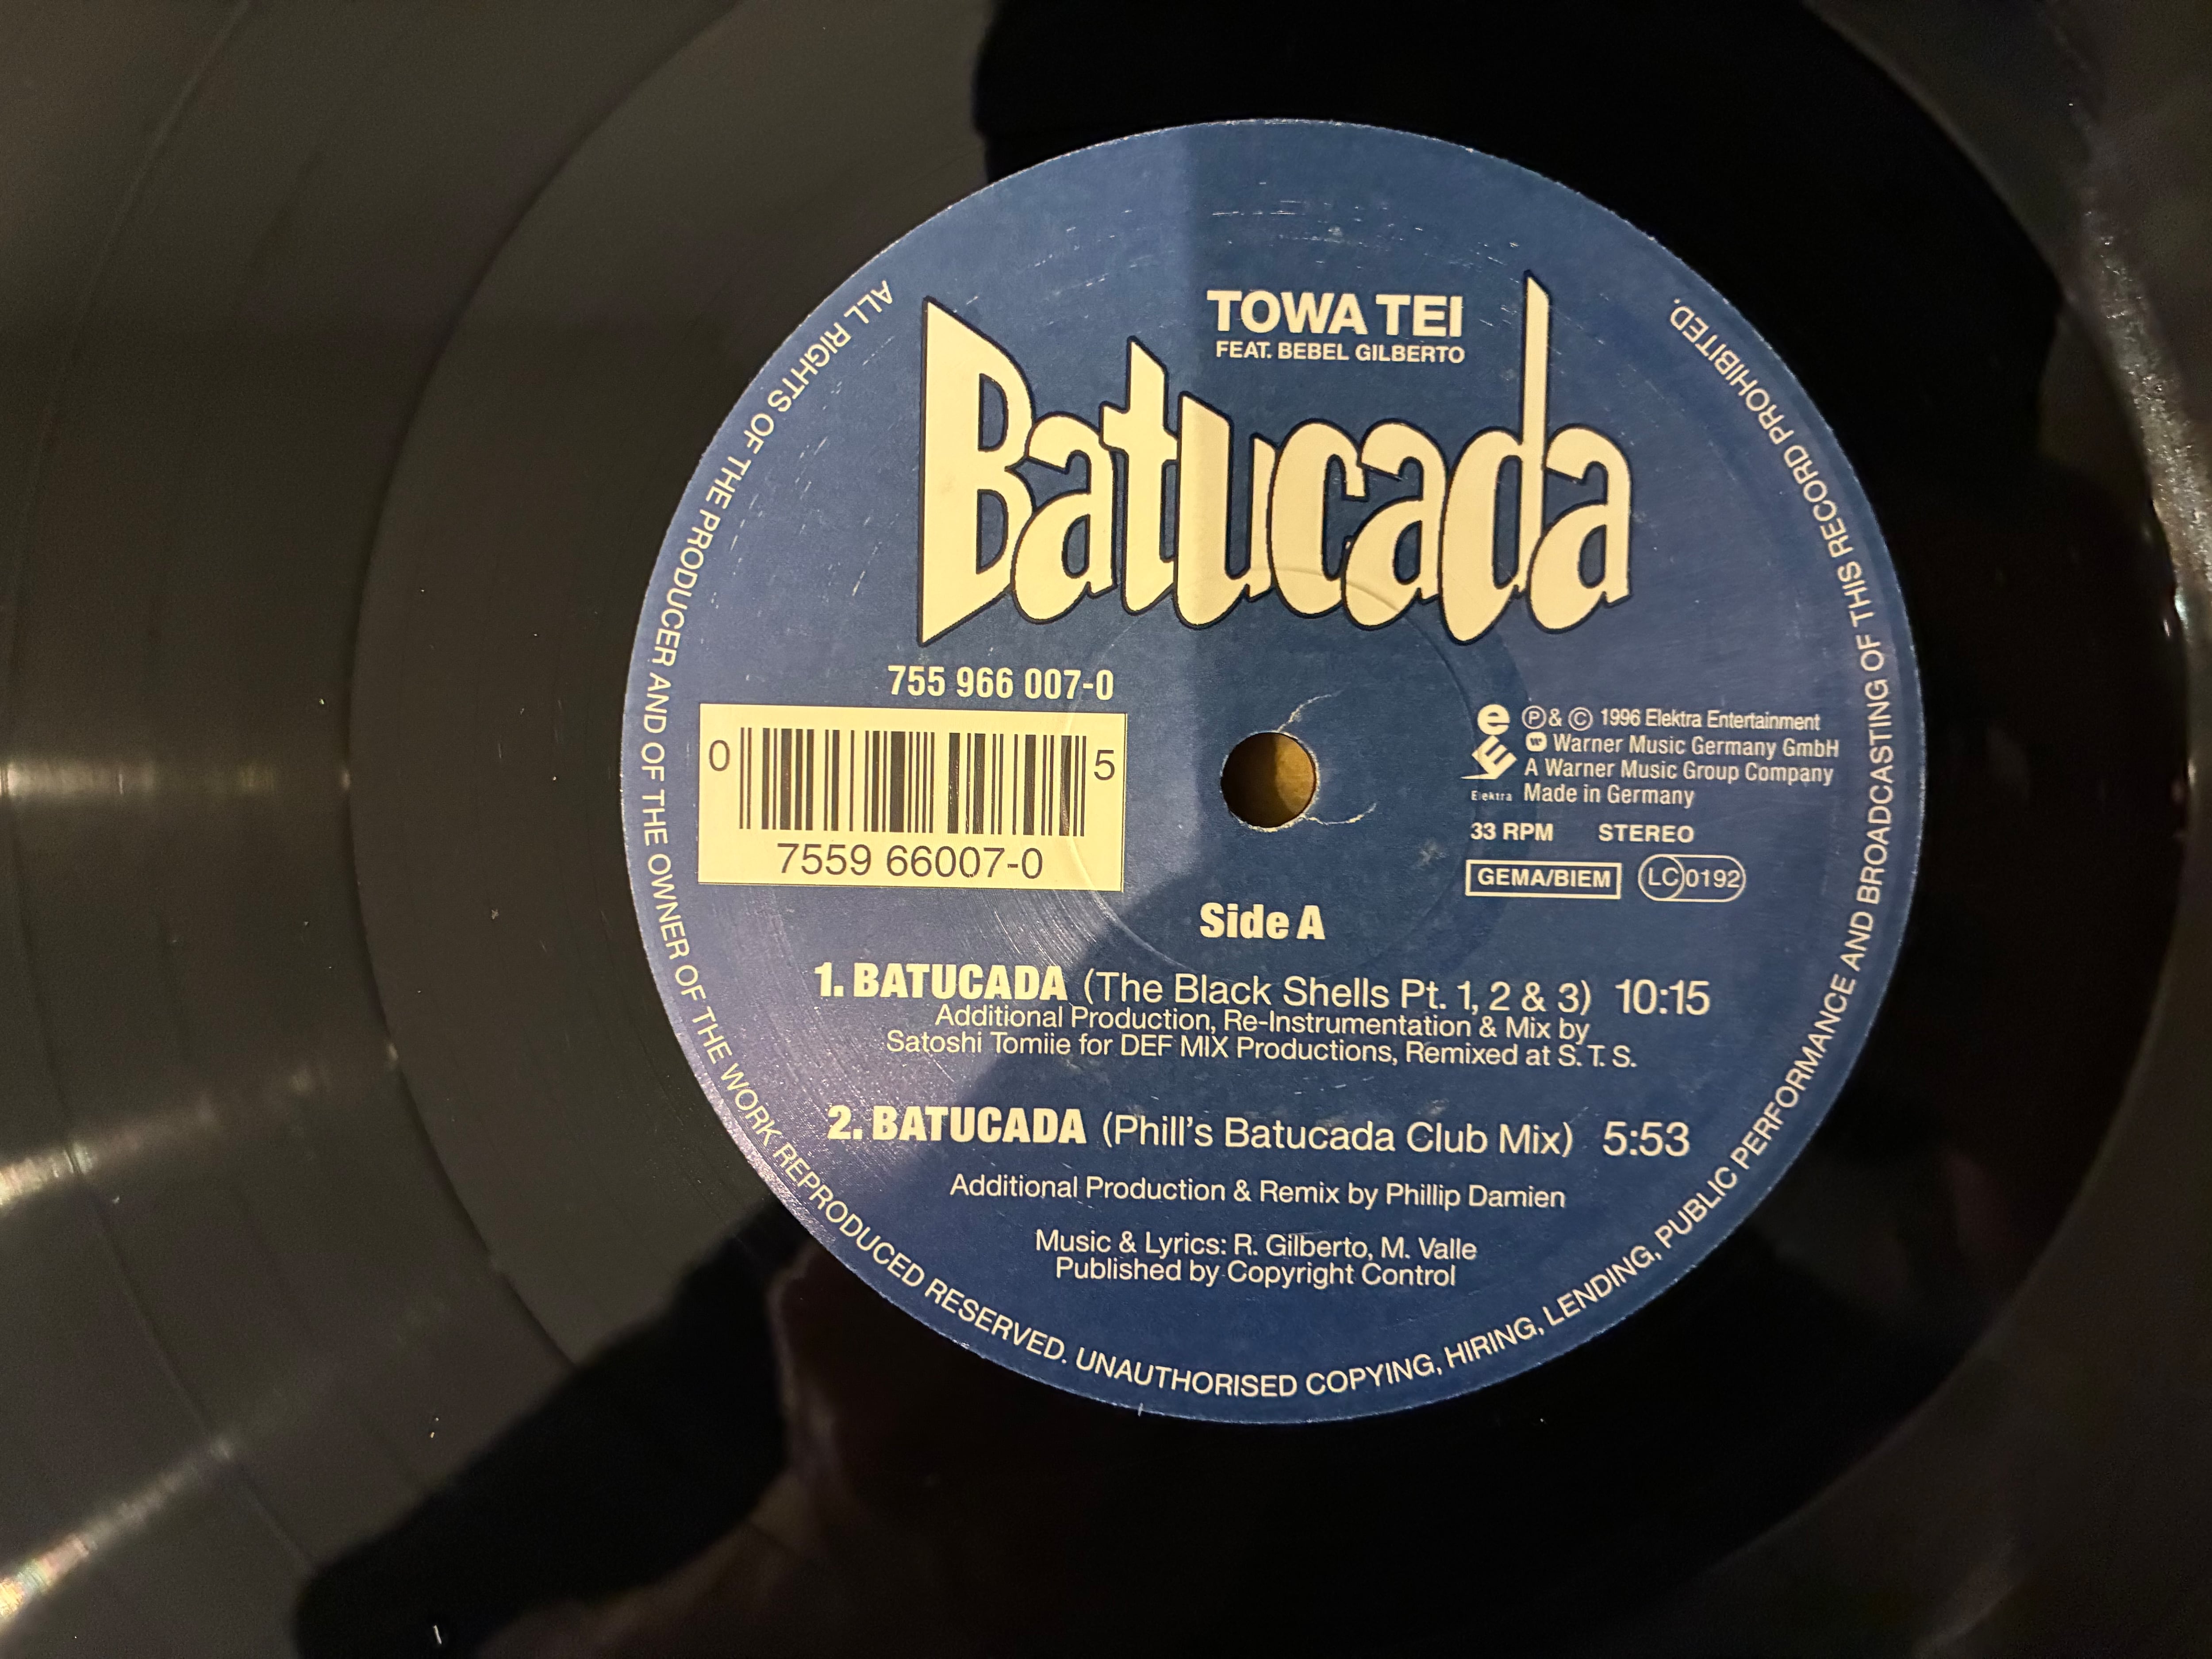 TOWA TEI
FEAT. BEBEL GILBERTO
Batucada
755 966 007-0
0 5
7559 66007-0
e
Elektra
Ⓟ & © 1996 Elektra Entertainment
Warner Music Germany GmbH
A Warner Music Group Company
Made in Germany
33 RPM STEREO
GEMA/BIEM LC 0192
Side A
1. BATUCADA (The Black Shells Pt. 1, 2 & 3) 10:15
Additional Production, Re-Instrumentation & Mix by
Satoshi Tomiie for DEF MIX Productions, Remixed at S. T. S.
2. BATUCADA (Phill's Batucada Club Mix) 5:53
Additional Production & Remix by Phillip Damien
Music & Lyrics: R. Gilberto, M. Valle
Published by Copyright Control
ALL RIGHTS OF THE PRODUCER AND OF THE OWNER OF THE WORK REPRODUCED RESERVED. UNAUTHORISED COPYING, HIRING, LENDING, PUBLIC PERFORMANCE AND BROADCASTING OF THIS RECORD PROHIBITED.